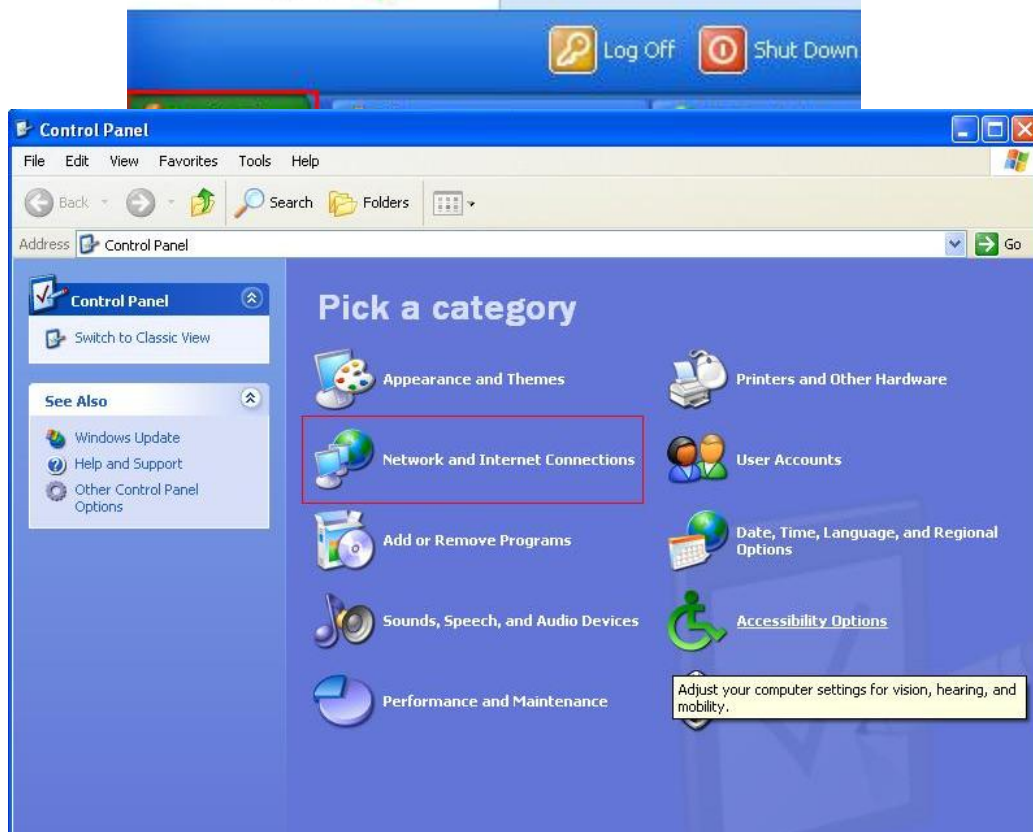 Log Off Shut Down
Control Panel
File Edit View Favorites Tools Help
Back Search Folders
Address Control Panel Go
Control Panel
Switch to Classic View
See Also
Windows Update
Help and Support
Other Control Panel
Options
Pick a category
Appearance and Themes
Printers and Other Hardware
Network and Internet Connections
User Accounts
Add or Remove Programs
Date, Time, Language, and Regional
Options
Sounds, Speech, and Audio Devices
Accessibility Options
Performance and Maintenance
Adjust your computer settings for vision, hearing, and
mobility.